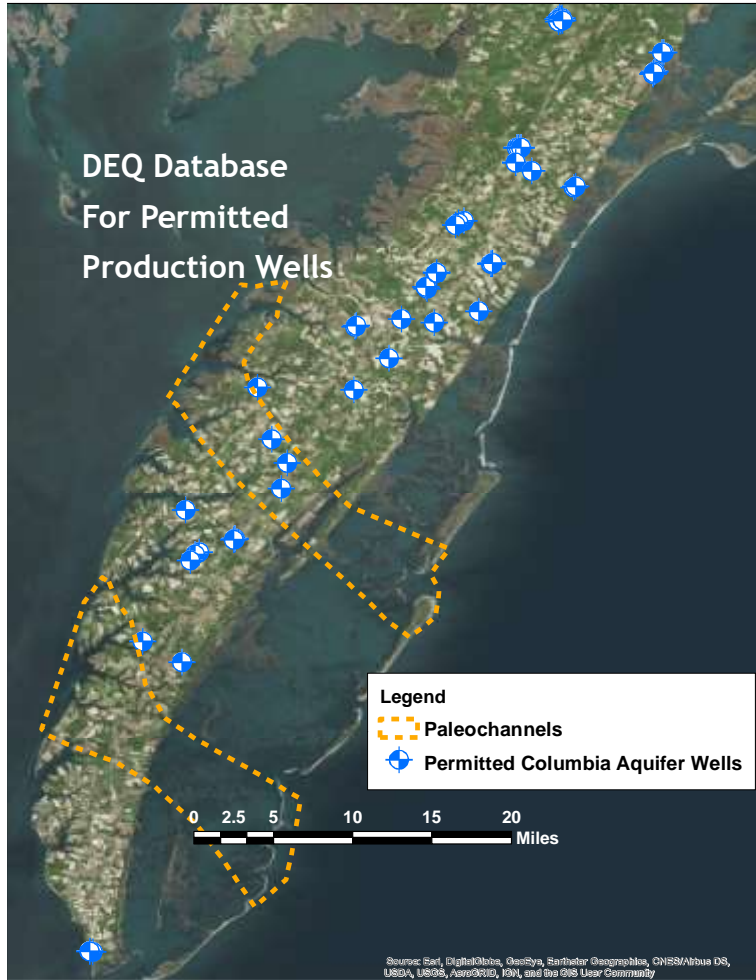 DEQ Database
For Permitted
Production Wells
Legend
Paleochannels
Permitted Columbia Aquifer Wells
0 2.5 5 10 15 20
Miles
Source: Esri, DigitalGlobe, GeoEye, Earthstar Geographics, CNES/Airbus DS,
USDA, USGS, AeroGRID, IGN, and the GIS User Community